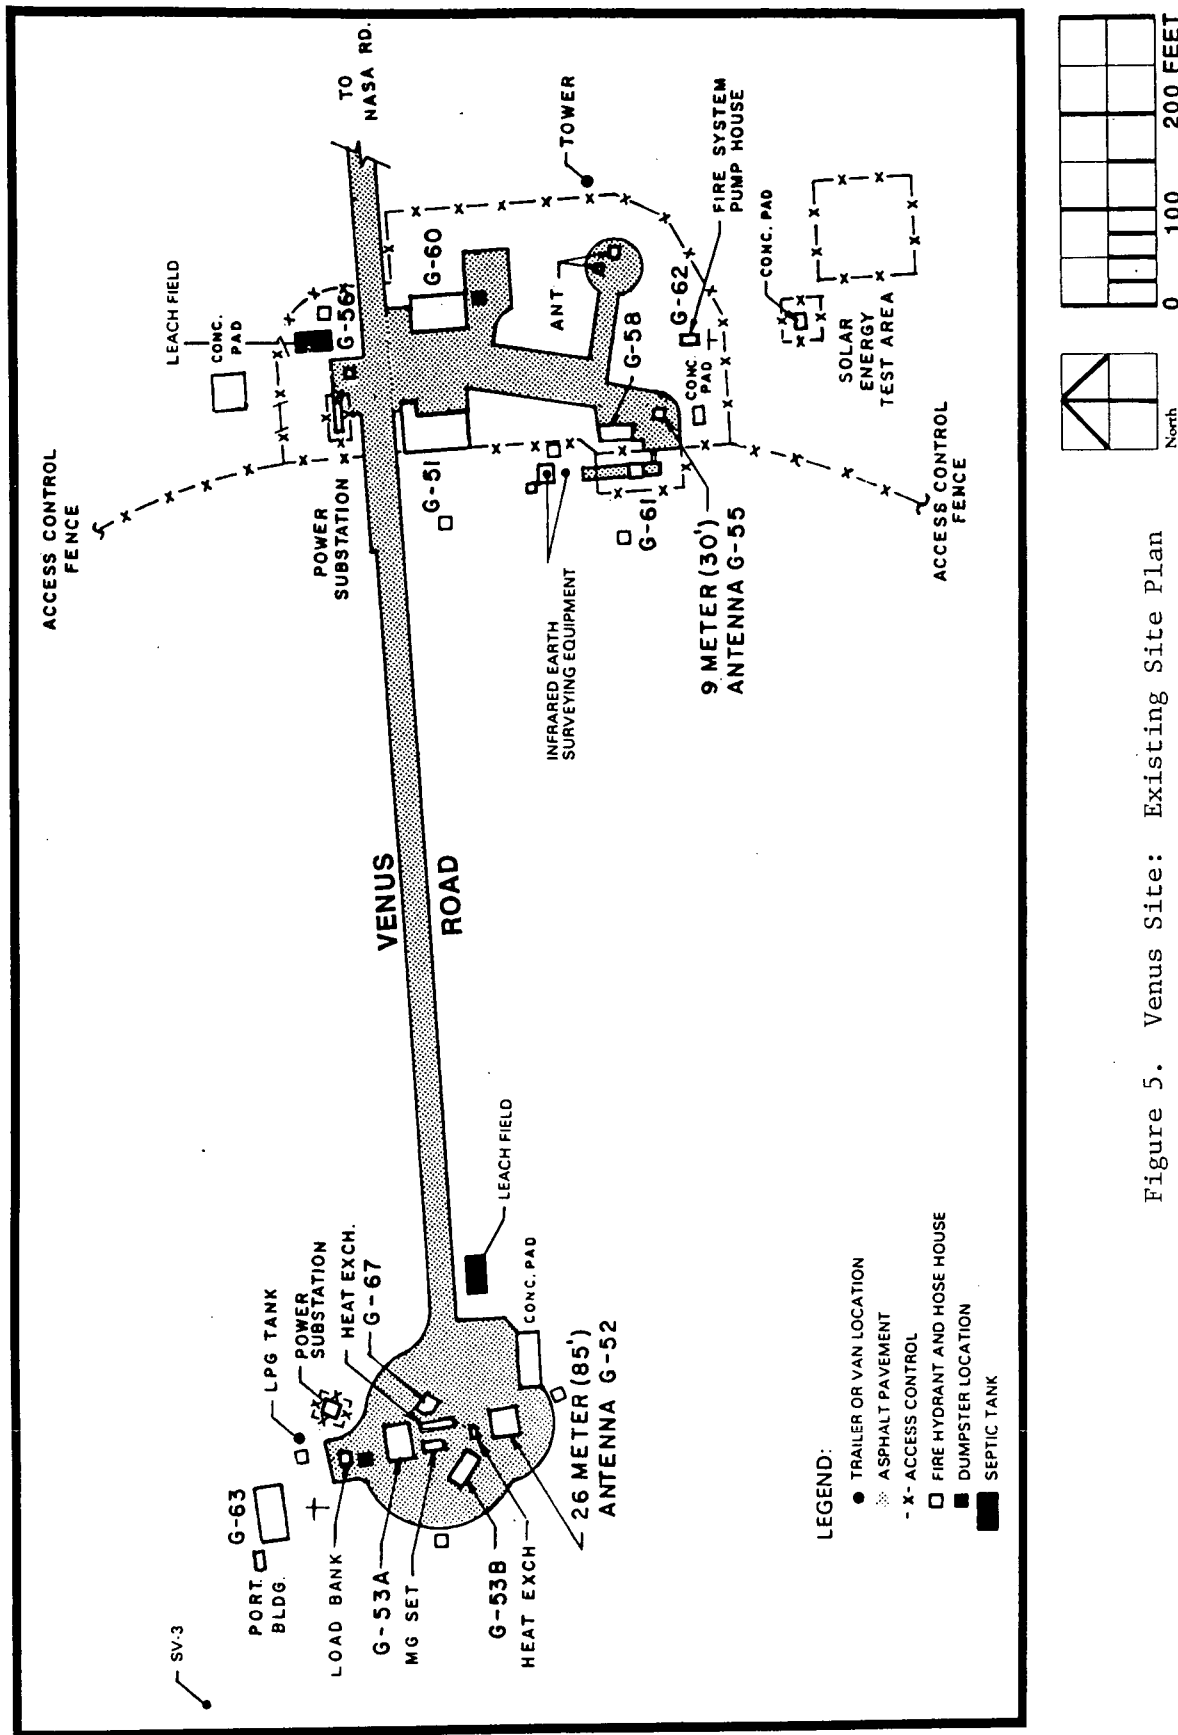 SV-3
PORT.
BLDG.
G-63
LPG TANK
POWER
SUBSTATION
HEAT EXCH.
G-67
LOAD BANK
G-53A
MG SET
G-53B
HEAT EXCH
26 METER (85')
ANTENNA G-52
CONC. PAD
LEACH FIELD
VENUS
ROAD
ACCESS CONTROL
FENCE
POWER
SUBSTATION
LEACH FIELD
CONC.
PAD
G-56
TO
NASA RD.
G-51
G-60
INFRARED EARTH
SURVEYING EQUIPMENT
ANT
TOWER
G-58
G-61
9 METER (30')
ANTENNA G-55
G-62
CONC.
PAD
FIRE SYSTEM
PUMP HOUSE
CONC. PAD
SOLAR
ENERGY
TEST AREA
ACCESS CONTROL
FENCE
LEGEND:
TRAILER OR VAN LOCATION
ASPHALT PAVEMENT
-x- ACCESS CONTROL
FIRE HYDRANT AND HOSE HOUSE
DUMPSTER LOCATION
SEPTIC TANK
North
0 100 200 FEET
Figure 5. Venus Site: Existing Site Plan